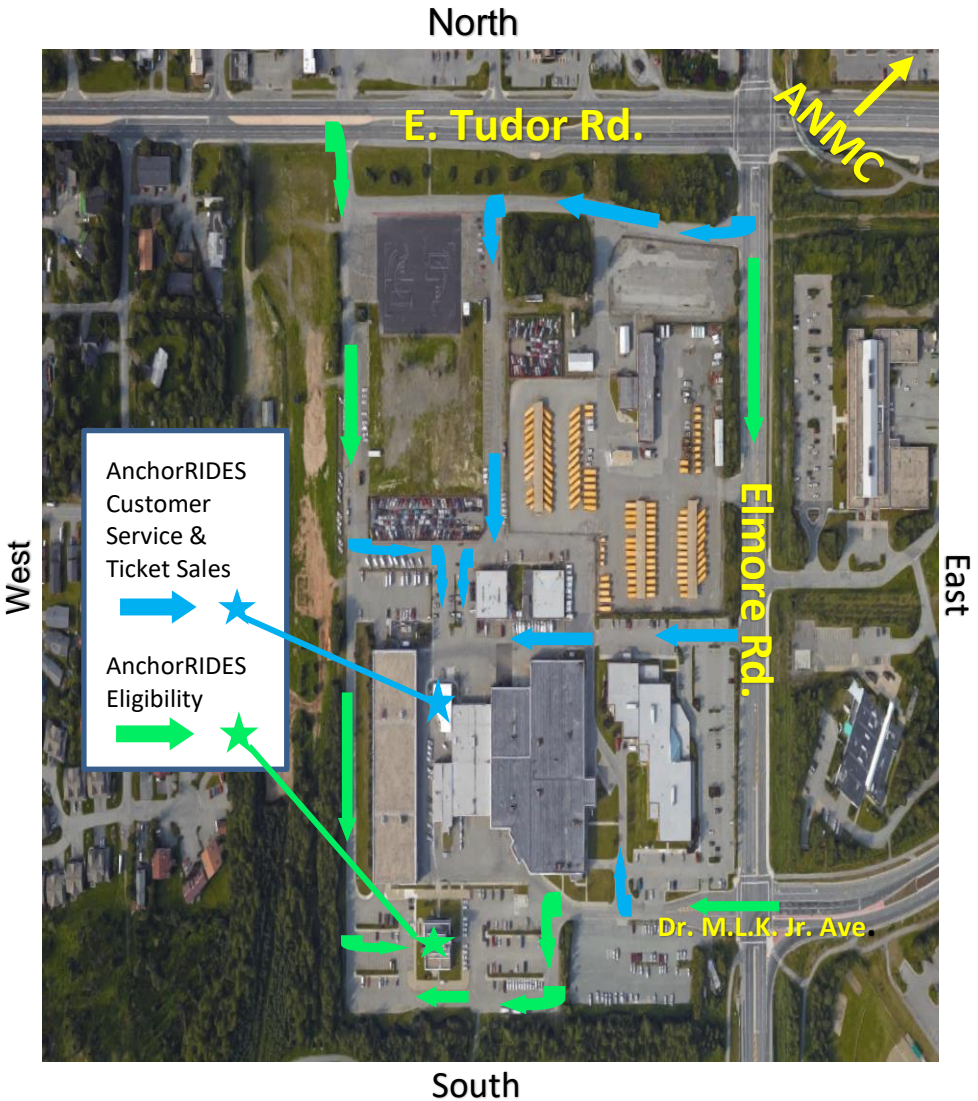 North
E. Tudor Rd.
ANMC
AnchorRIDES
Customer
Service &
Ticket Sales
AnchorRIDES
Eligibility
West
East
Elmore Rd.
Dr. M.L.K. Jr. Ave.
South